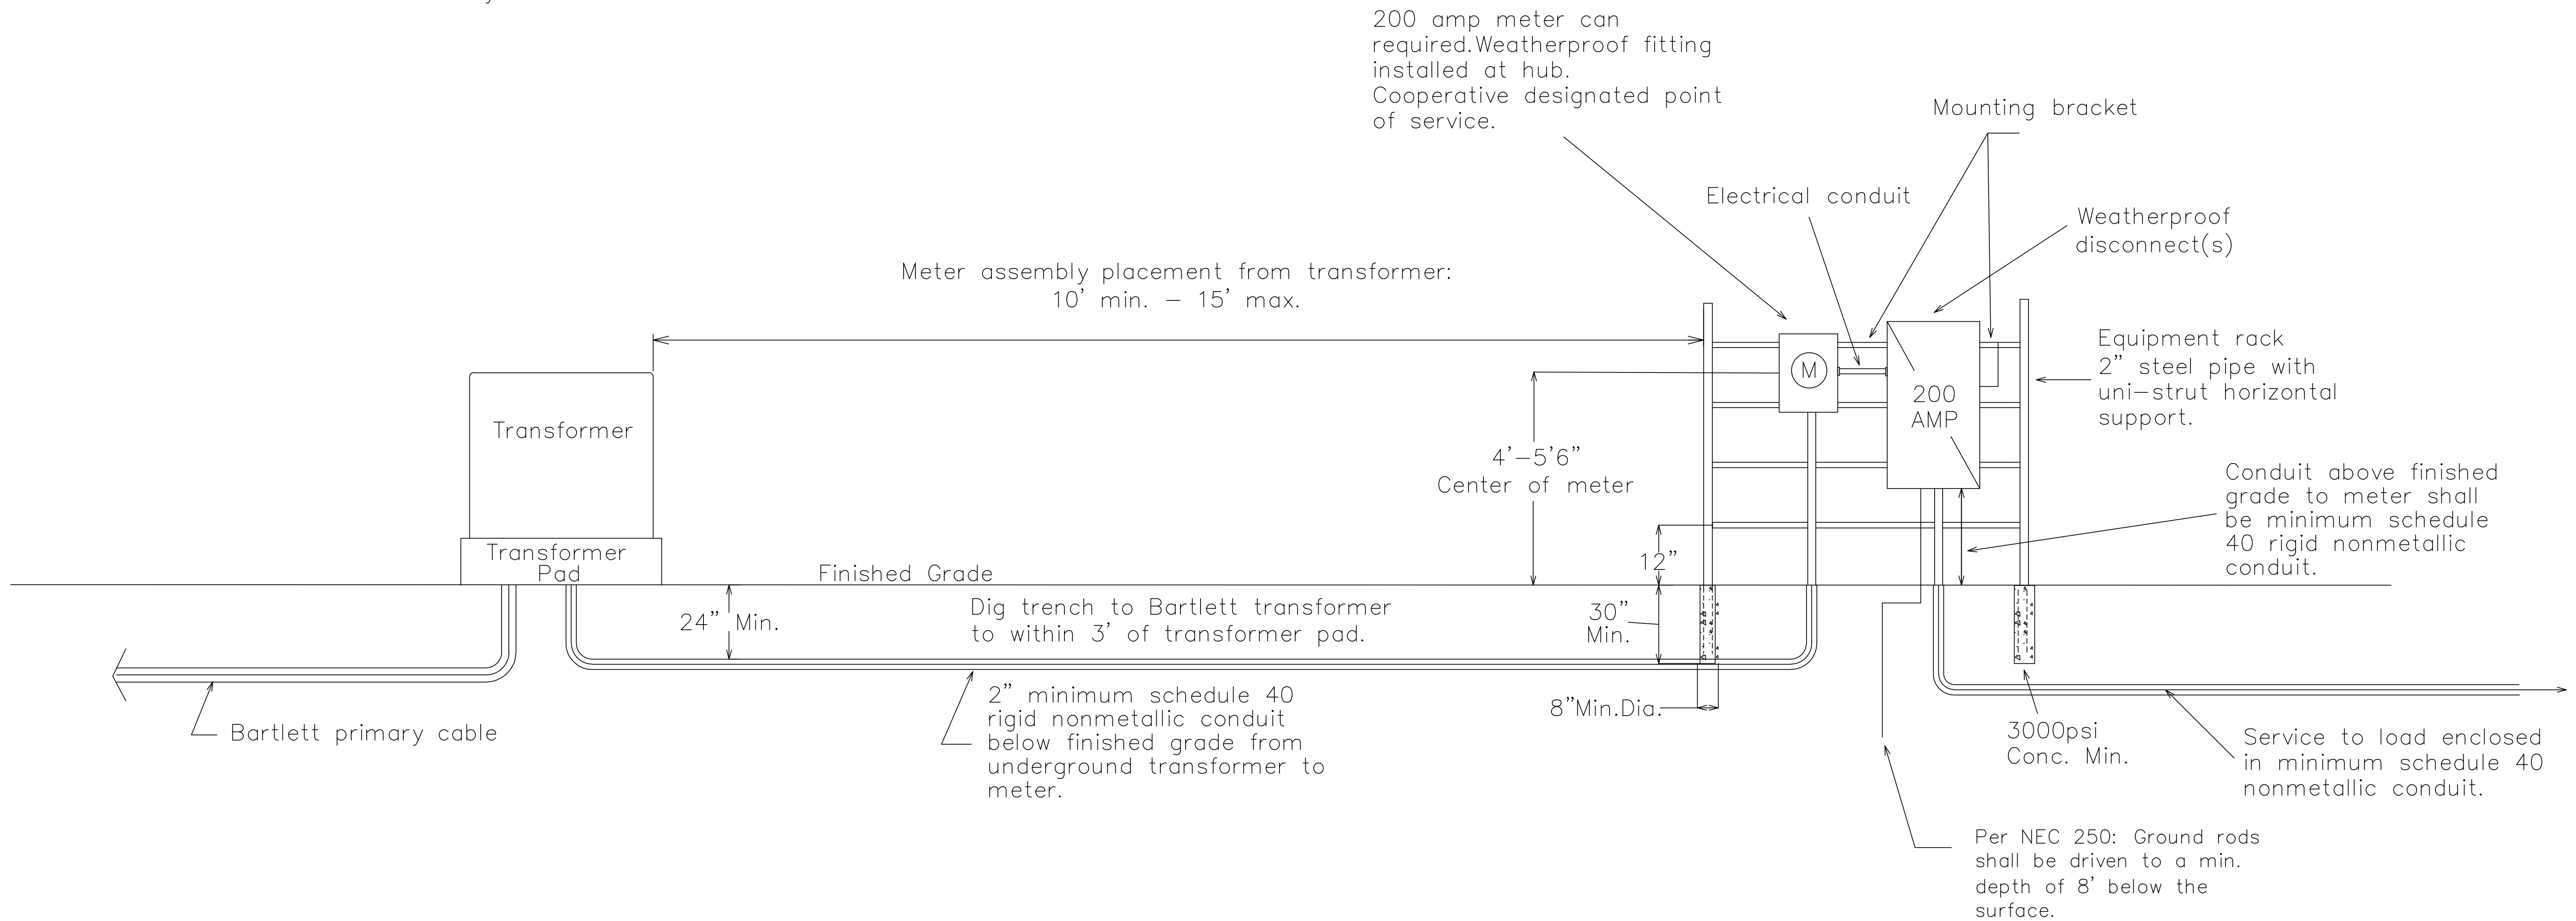 200 amp meter can
required.Weatherproof fitting
installed at hub.
Cooperative designated point
of service.
Mounting bracket
Electrical conduit
Weatherproof
disconnect(s)
Meter assembly placement from transformer:
10' min. – 15' max.
Equipment rack
2" steel pipe with
uni–strut horizontal
support.
M
200
AMP
Transformer
4'–5'6"
Center of meter
Conduit above finished
grade to meter shall
be minimum schedule
40 rigid nonmetallic
conduit.
Transformer
Pad
Finished Grade
12"
24" Min.
Dig trench to Bartlett transformer
to within 3' of transformer pad.
30"
Min.
2" minimum schedule 40
rigid nonmetallic conduit
below finished grade from
underground transformer to
meter.
8"Min.Dia.
Bartlett primary cable
3000psi
Conc. Min.
Service to load enclosed
in minimum schedule 40
nonmetallic conduit.
Per NEC 250: Ground rods
shall be driven to a min.
depth of 8' below the
surface.